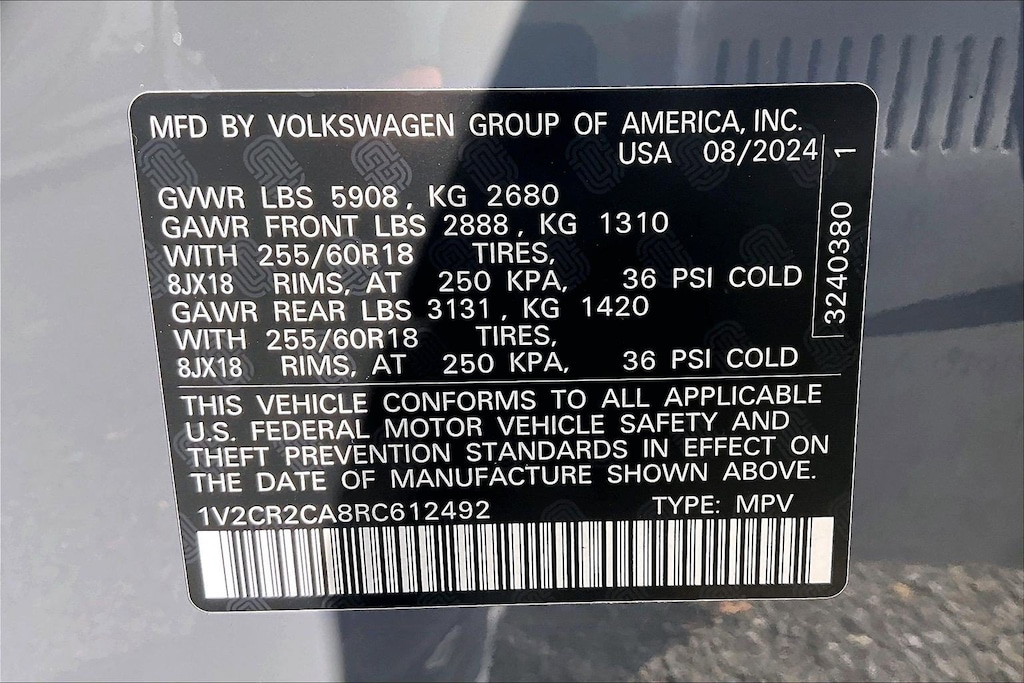 MFD BY VOLKSWAGEN GROUP OF AMERICA, INC.
USA 08/2024
GVWR LBS 5908, KG 2680
GAWR FRONT LBS 2888, KG 1310
WITH 255/60R18 TIRES,
8JX18 RIMS, AT 250 KPA, 36 PSI COLD
GAWR REAR LBS 3131, KG 1420
WITH 255/60R18 TIRES,
8JX18 RIMS, AT 250 KPA, 36 PSI COLD
3240380 1
THIS VEHICLE CONFORMS TO ALL APPLICABLE
U.S. FEDERAL MOTOR VEHICLE SAFETY AND
THEFT PREVENTION STANDARDS IN EFFECT ON
THE DATE OF MANUFACTURE SHOWN ABOVE.
1V2CR2CA8RC612492 TYPE: MPV